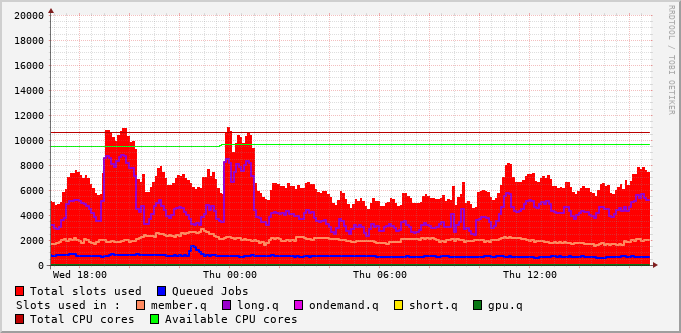 20000
18000
16000
14000
12000
10000
8000
6000
4000
2000
0
Wed 18:00 Thu 00:00 Thu 06:00 Thu 12:00
RRDTOOL / TOBI OETIKER
Total slots used Queued Jobs
Slots used in : member.q long.q ondemand.q short.q gpu.q
Total CPU cores Available CPU cores